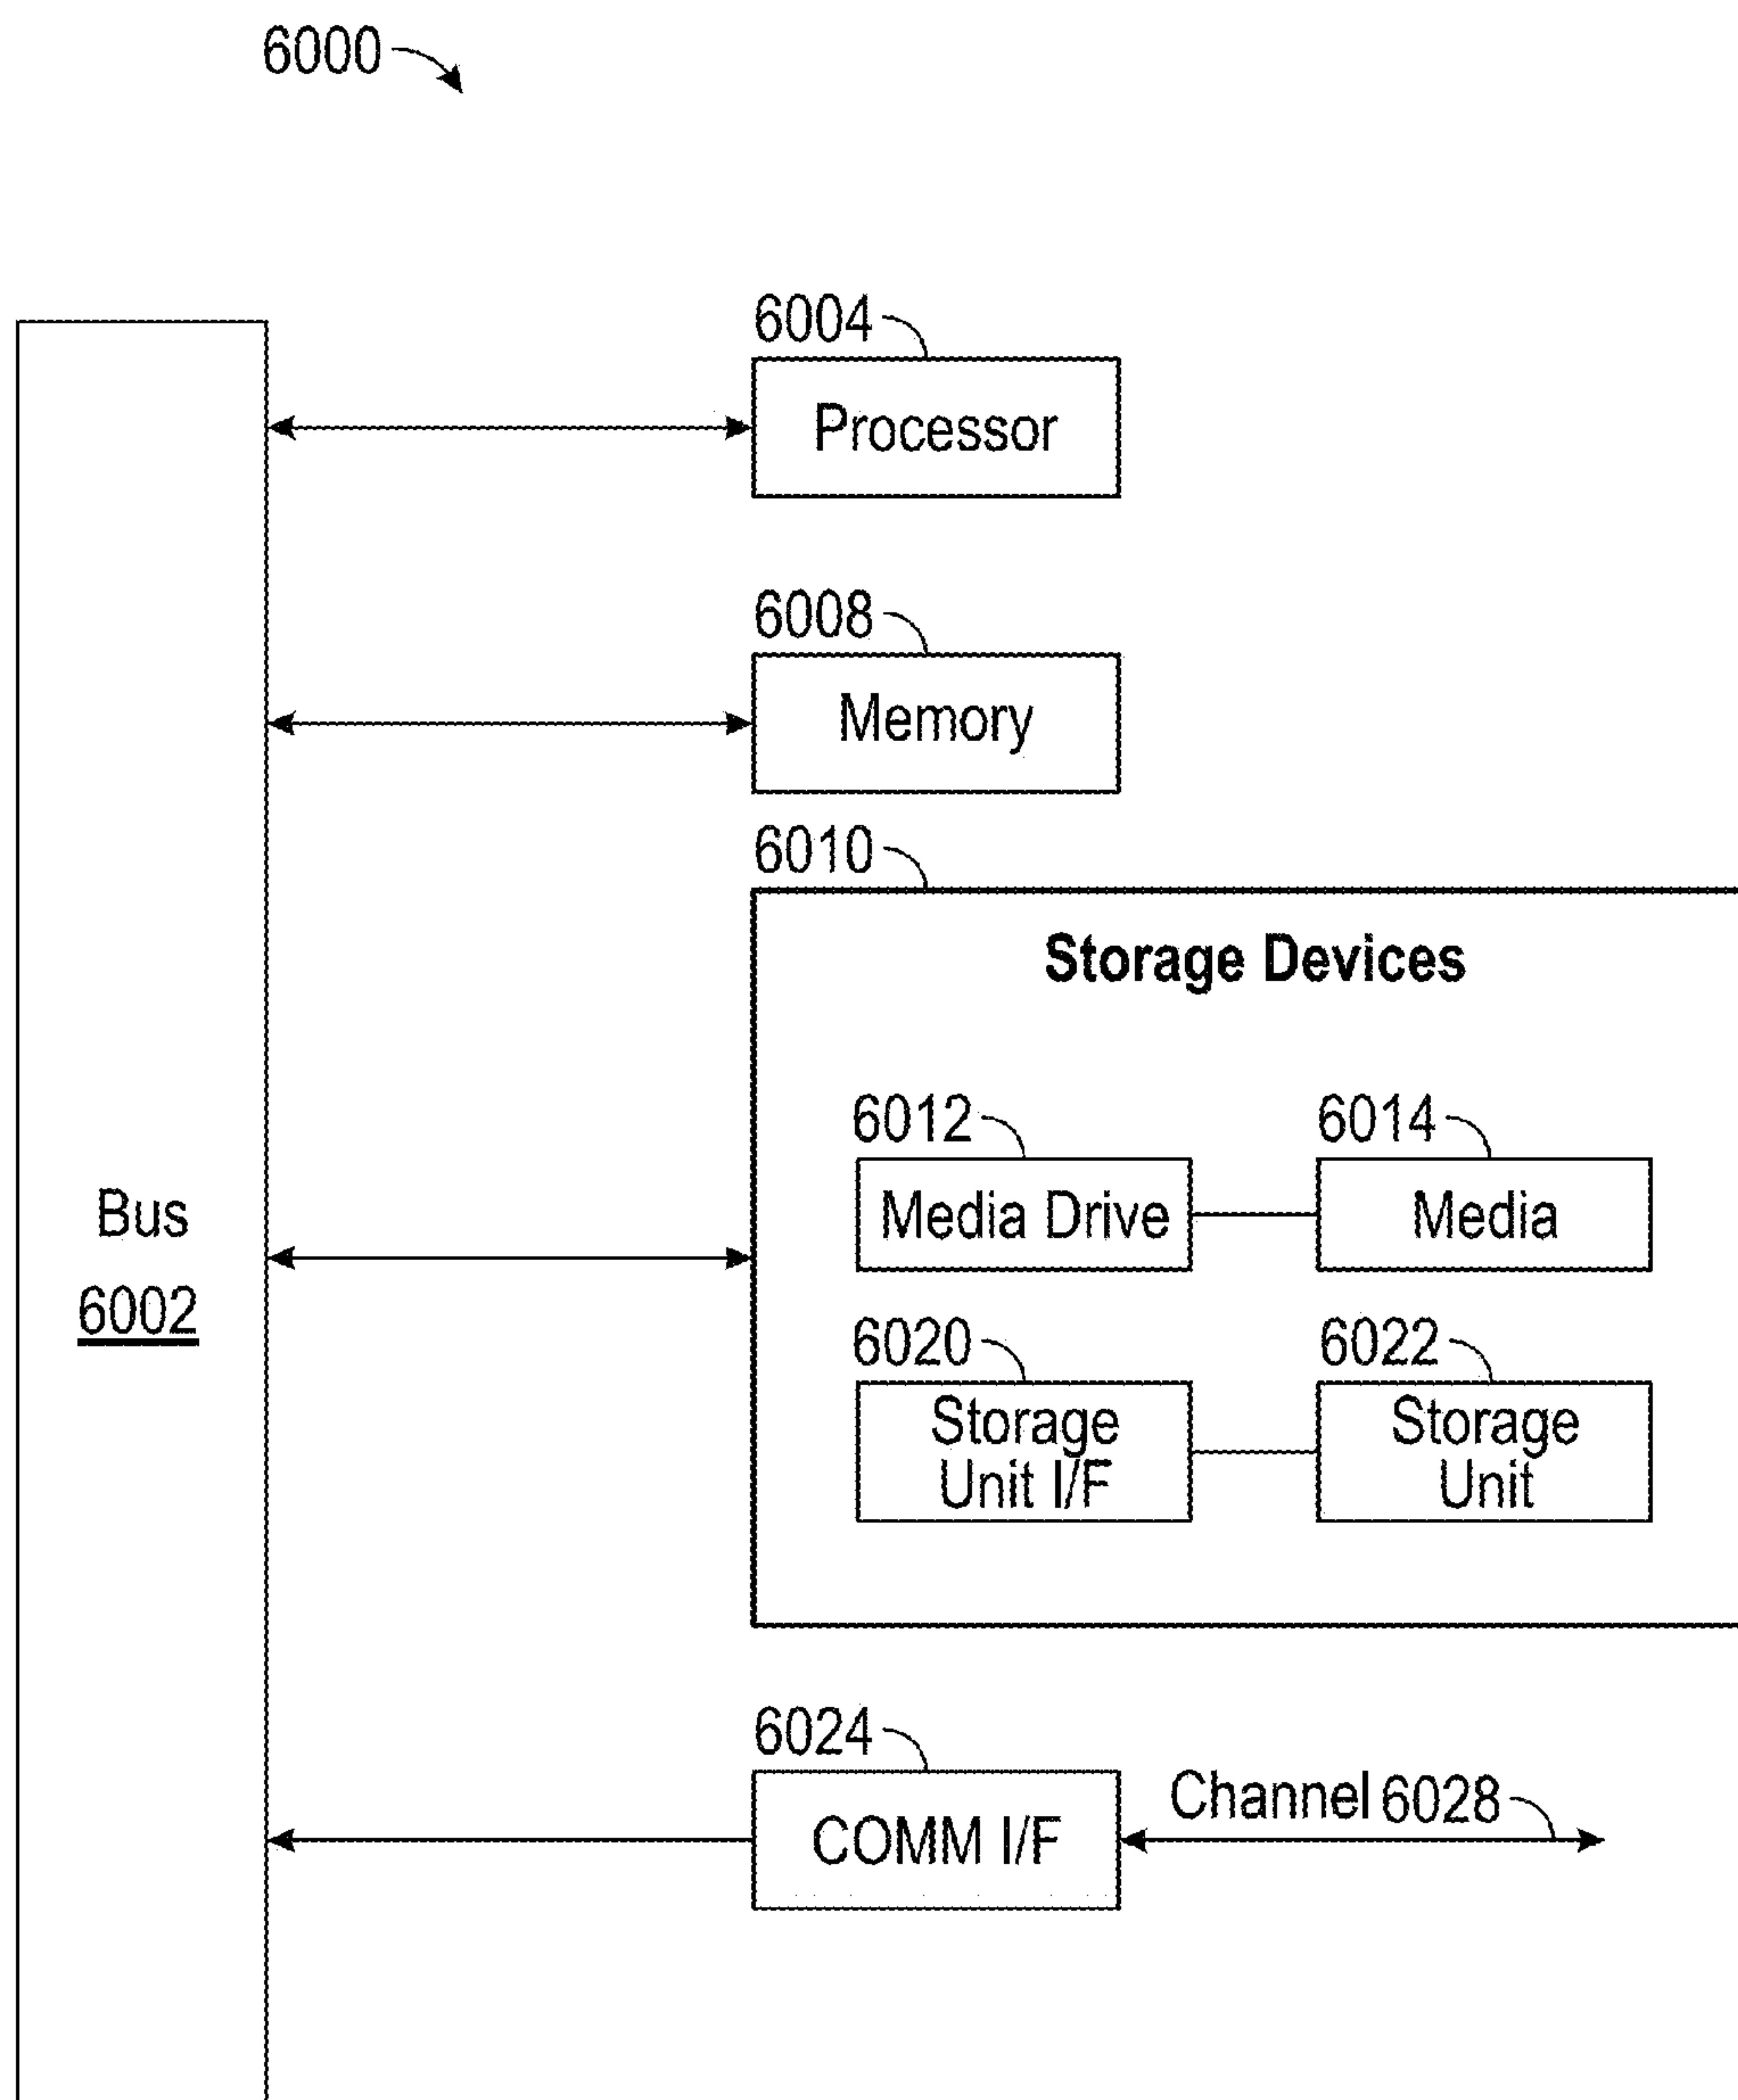 6000
6004
Processor
6008
Memory
6010
Storage Devices
6012
6014
Media Drive
Media
Bus
6002
6020
6022
Storage
Unit I/F
Storage
Unit
6024
Channel 6028
COMM I/F